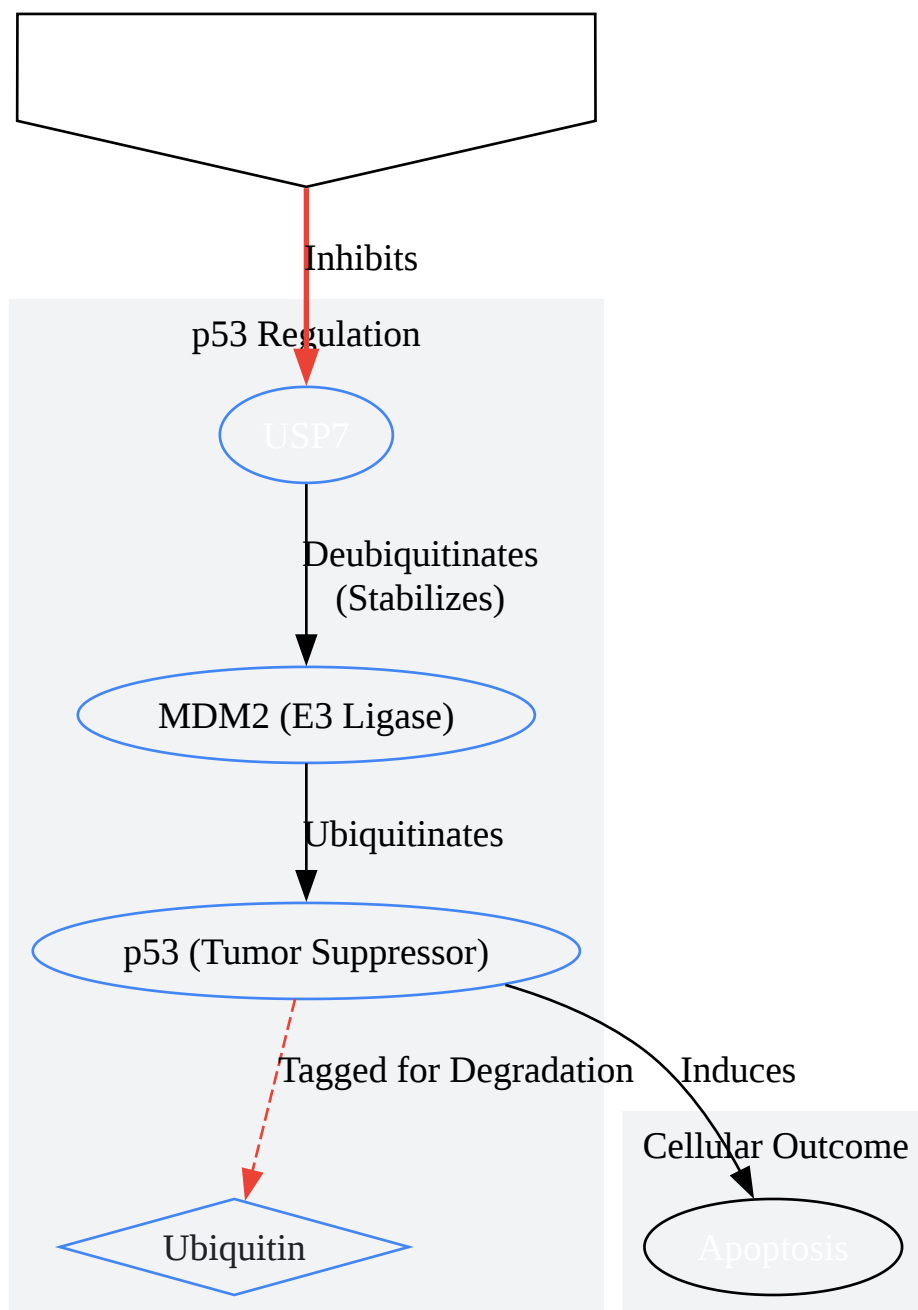 Inhibits
p53 Regulation
USP7
Deubiquitinates
(Stabilizes)
MDM2 (E3 Ligase)
Ubiquitinates
p53 (Tumor Suppressor)
Tagged for Degradation
Induces
Cellular Outcome
Ubiquitin
Apoptosis